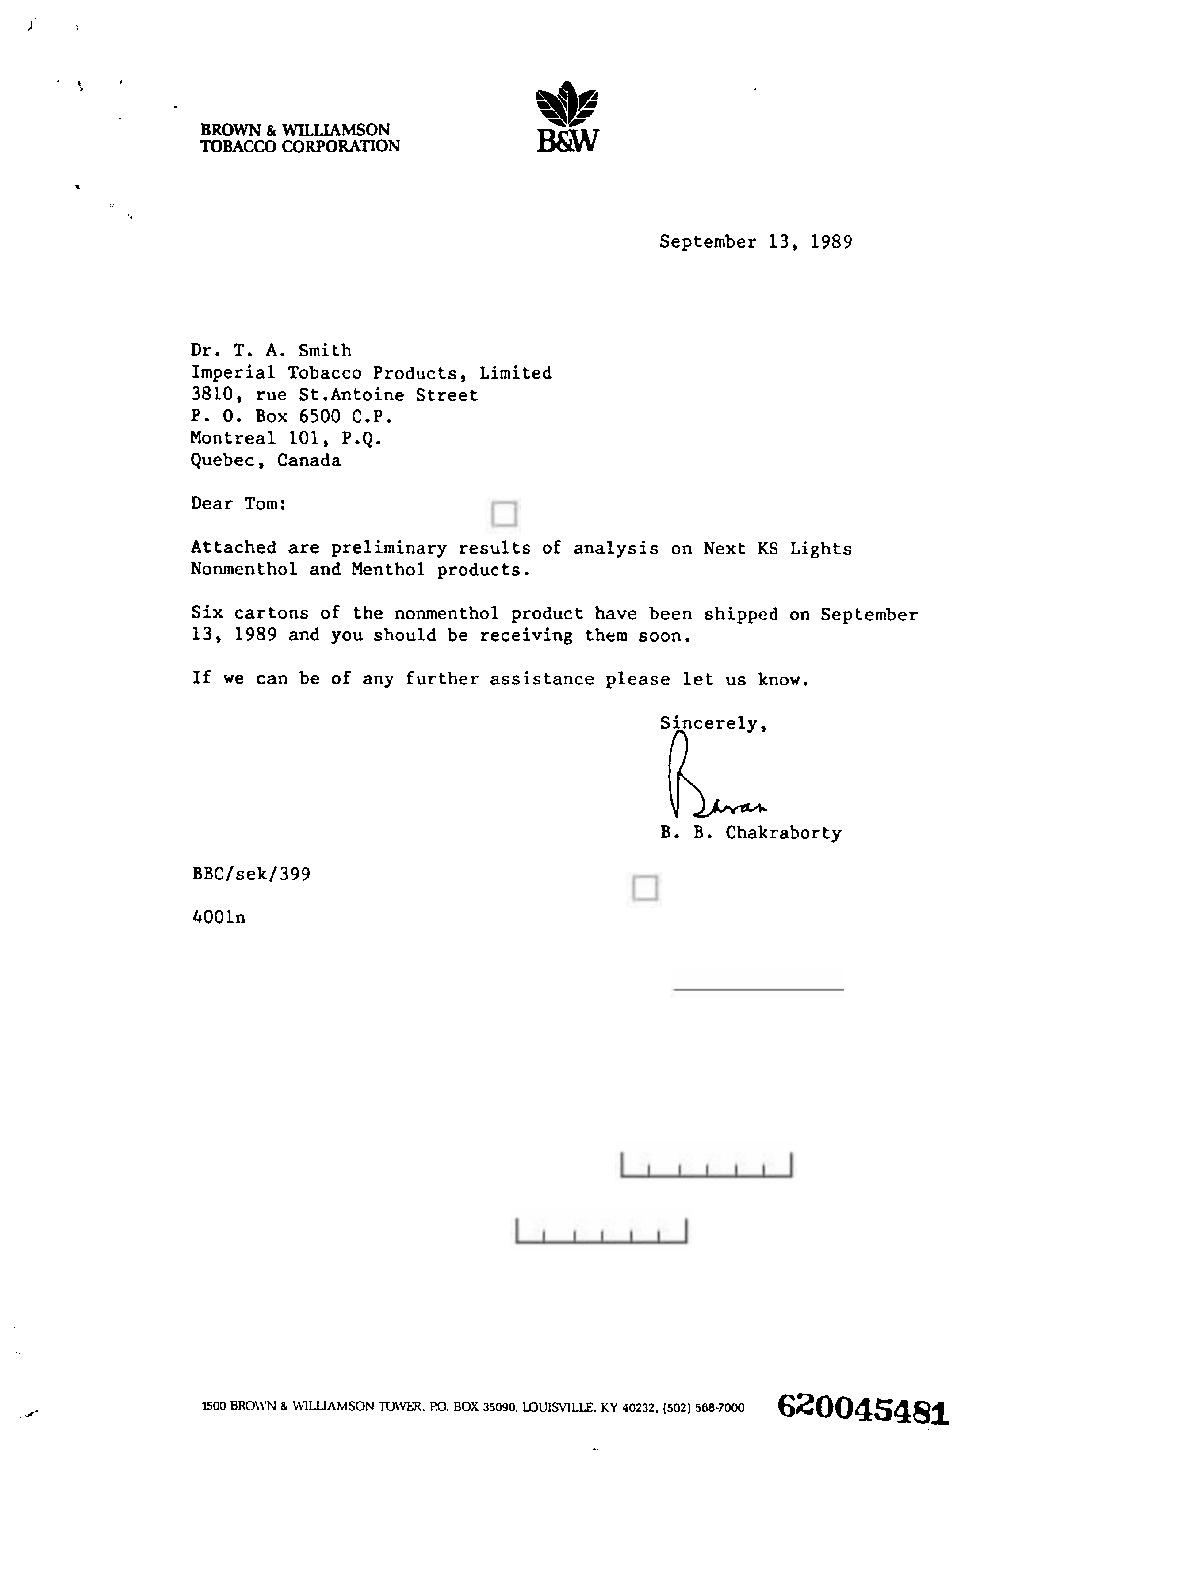 BROWN & WILLIAMSON
TOBACCO CORPORATION
B&W
September 13, 1989
Dr. T. A. Smith
Imperial Tobacco Products, Limited
3810, rue St.Antoine Street
P. O. Box 6500 C.P.
Montreal 101, P.Q.
Quebec, Canada
Dear Tom:
Attached are preliminary results of analysis on Next KS Lights
Nonmenthol and Menthol products.
Six cartons of the nonmenthol product have been shipped on September
13, 1989 and you should be receiving them soon.
If we can be of any further assistance please let us know.
Sincerely,
B. B. Chakraborty
BBC/sek/399
4001n
1500 BROWN & WILLIAMSON TOWER, P.O. BOX 35090, LOUISVILLE, KY 40232, (502) 568-7000
620045481